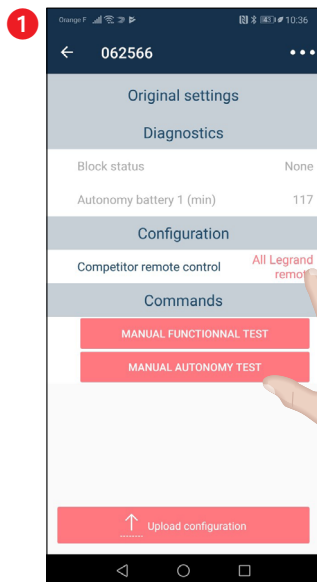 1
Orange F 43 10:36
062566
Original settings
Diagnostics
Block status None
Autonomy battery 1 (min) 117
Configuration
Competitor remote control All Legrand
remot
Commands
MANUAL FUNCTIONNAL TEST
MANUAL AUTONOMY TEST
Upload configuration